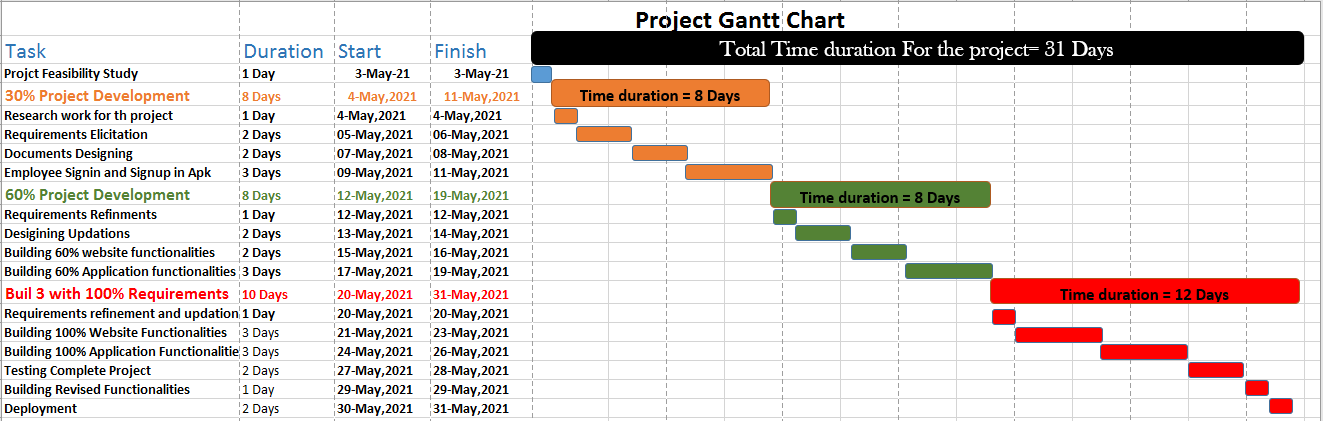 Project Gantt Chart
Task Duration Start Finish Total Time duration For the project= 31 Days
Projct Feasibility Study 1 Day 3-May-21 3-May-21
30% Project Development 8 Days 4-May,2021 11-May,2021 Time duration = 8 Days
Research work for th project 1 Day 4-May,2021 4-May,2021
Requirements Elicitation 2 Days 05-May,2021 06-May,2021
Documents Designing 2 Days 07-May,2021 08-May,2021
Employee Signin and Signup in Apk 3 Days 09-May,2021 11-May,2021
60% Project Development 8 Days 12-May,2021 19-May,2021 Time duration = 8 Days
Requirements Refinments 1 Day 12-May,2021 12-May,2021
Desigining Updations 2 Days 13-May,2021 14-May,2021
Building 60% website functionalities 2 Days 15-May,2021 16-May,2021
Building 60% Application functionalities 3 Days 17-May,2021 19-May,2021
Buil 3 with 100% Requirements 10 Days 20-May,2021 31-May,2021 Time duration = 12 Days
Requirements refinement and updation 1 Day 20-May,2021 20-May,2021
Building 100% Website Functionalities 3 Days 21-May,2021 23-May,2021
Building 100% Application Functionalitie 3 Days 24-May,2021 26-May,2021
Testing Complete Project 2 Days 27-May,2021 28-May,2021
Building Revised Functionalities 1 Day 29-May,2021 29-May,2021
Deployment 2 Days 30-May,2021 31-May,2021